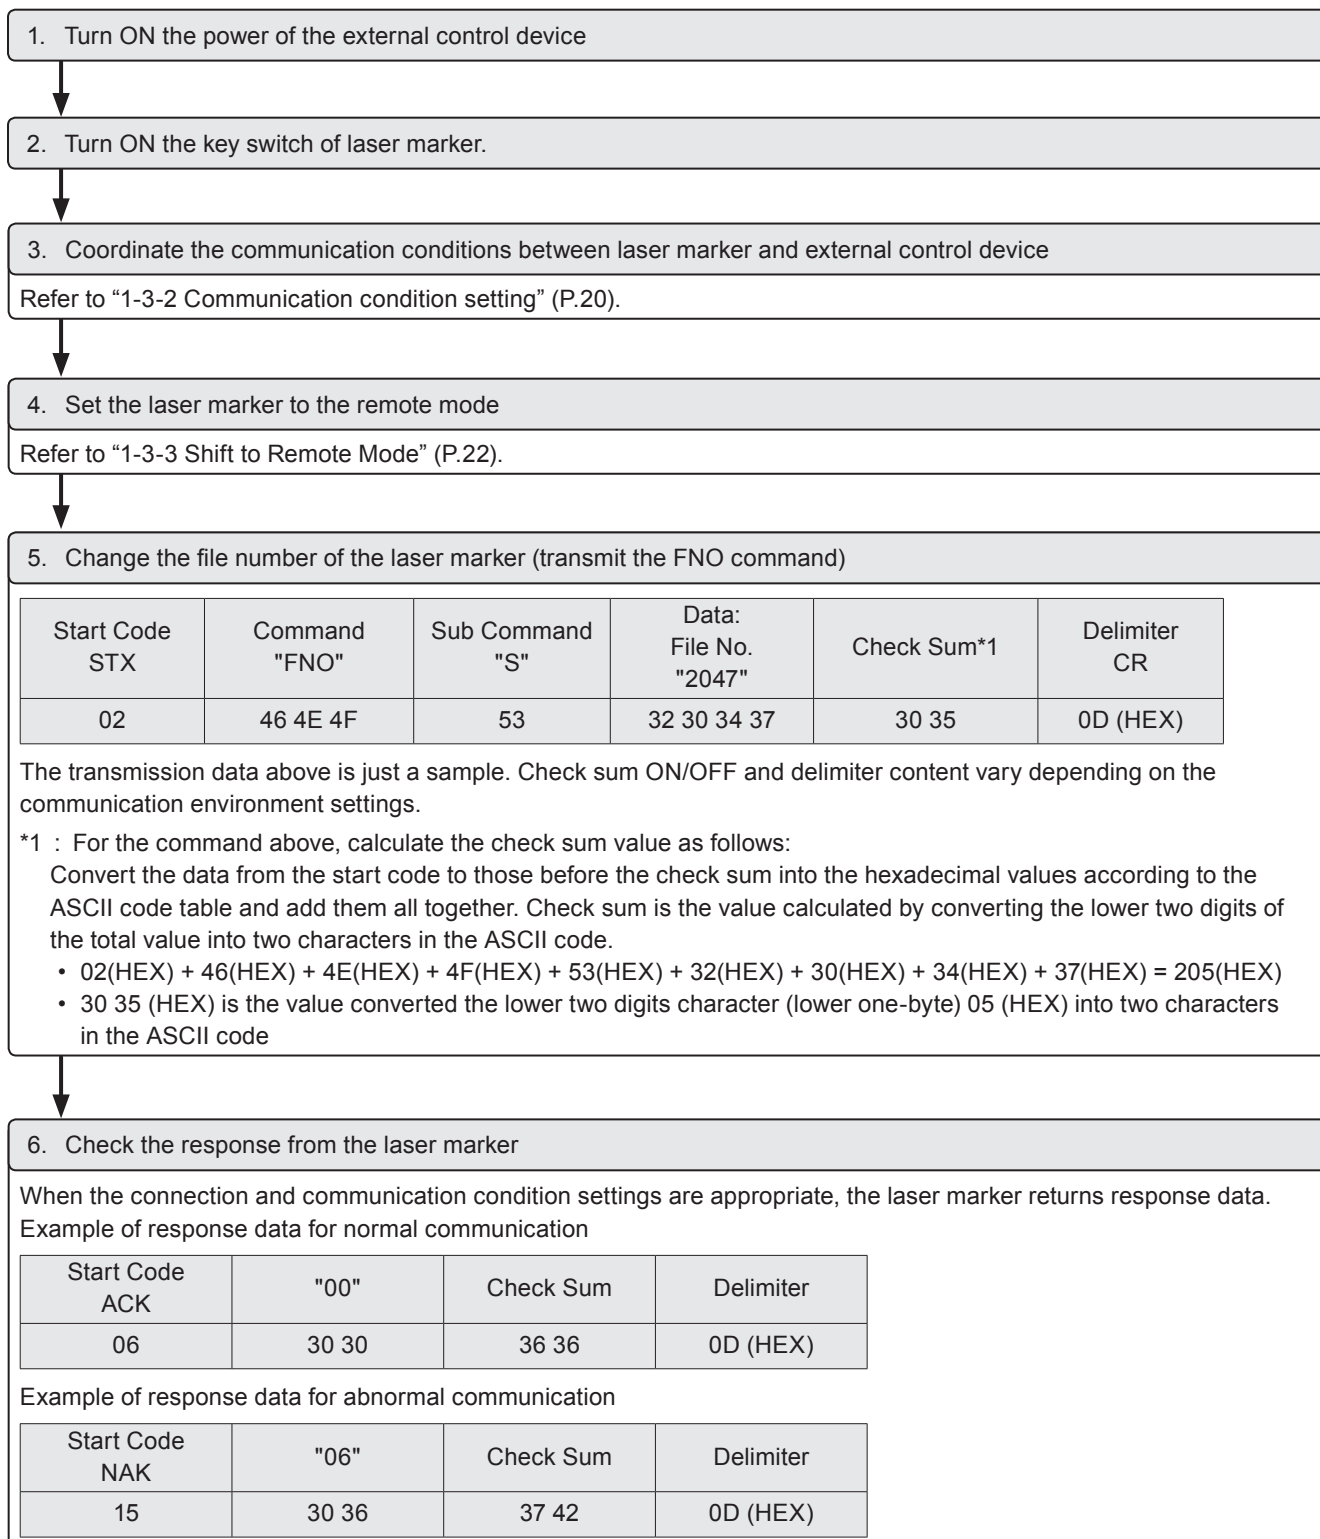 1. Turn ON the power of the external control device
2. Turn ON the key switch of laser marker.
3. Coordinate the communication conditions between laser marker and external control device
Refer to “1-3-2 Communication condition setting” (P.20).
4. Set the laser marker to the remote mode
Refer to “1-3-3 Shift to Remote Mode” (P.22).
5. Change the file number of the laser marker (transmit the FNO command)
Start Code STX | Command "FNO" | Sub Command "S" | Data: File No. "2047" | Check Sum*1 | Delimiter CR
02 | 46 4E 4F | 53 | 32 30 34 37 | 30 35 | 0D (HEX)
The transmission data above is just a sample. Check sum ON/OFF and delimiter content vary depending on the
communication environment settings.
*1 : For the command above, calculate the check sum value as follows:
Convert the data from the start code to those before the check sum into the hexadecimal values according to the
ASCII code table and add them all together. Check sum is the value calculated by converting the lower two digits of
the total value into two characters in the ASCII code.
• 02(HEX) + 46(HEX) + 4E(HEX) + 4F(HEX) + 53(HEX) + 32(HEX) + 30(HEX) + 34(HEX) + 37(HEX) = 205(HEX)
• 30 35 (HEX) is the value converted the lower two digits character (lower one-byte) 05 (HEX) into two characters
in the ASCII code
6. Check the response from the laser marker
When the connection and communication condition settings are appropriate, the laser marker returns response data.
Example of response data for normal communication
Start Code ACK | "00" | Check Sum | Delimiter
06 | 30 30 | 36 36 | 0D (HEX)
Example of response data for abnormal communication
Start Code NAK | "06" | Check Sum | Delimiter
15 | 30 36 | 37 42 | 0D (HEX)